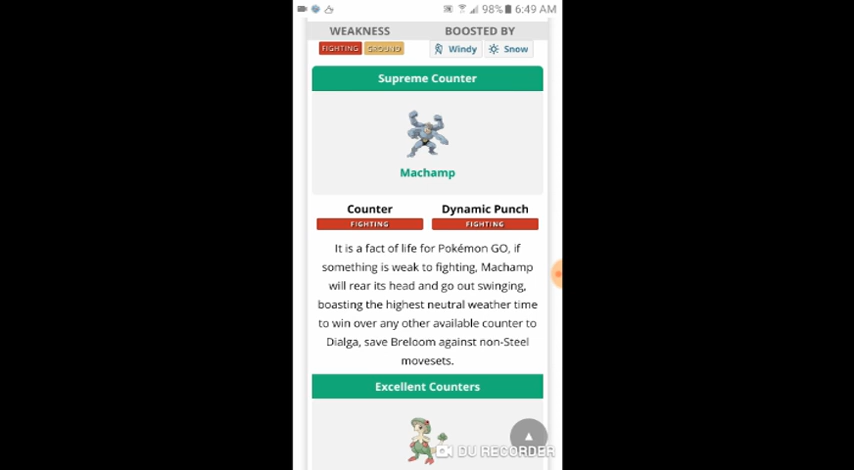 98% 6:49 AM
WEAKNESS BOOSTED BY
FIGHTING GROUND Windy Snow
Supreme Counter
Machamp
Counter Dynamic Punch
FIGHTING FIGHTING
It is a fact of life for Pokémon GO, if
something is weak to fighting, Machamp
will rear its head and go out swinging,
boasting the highest neutral weather time
to win over any other available counter to
Dialga, save Breloom against non-Steel
movesets.
Excellent Counters
DU RECORDER